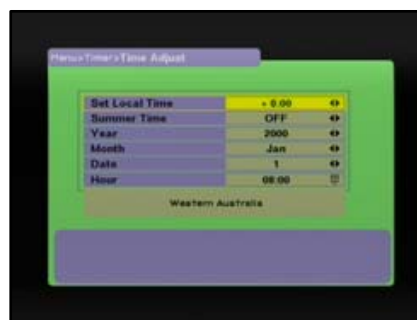 Menu>Timer>Time Adjust
Set Local Time + 8.00
Summer Time OFF
Year 2000
Month Jan
Date 1
Hour 08:00
Western Australia